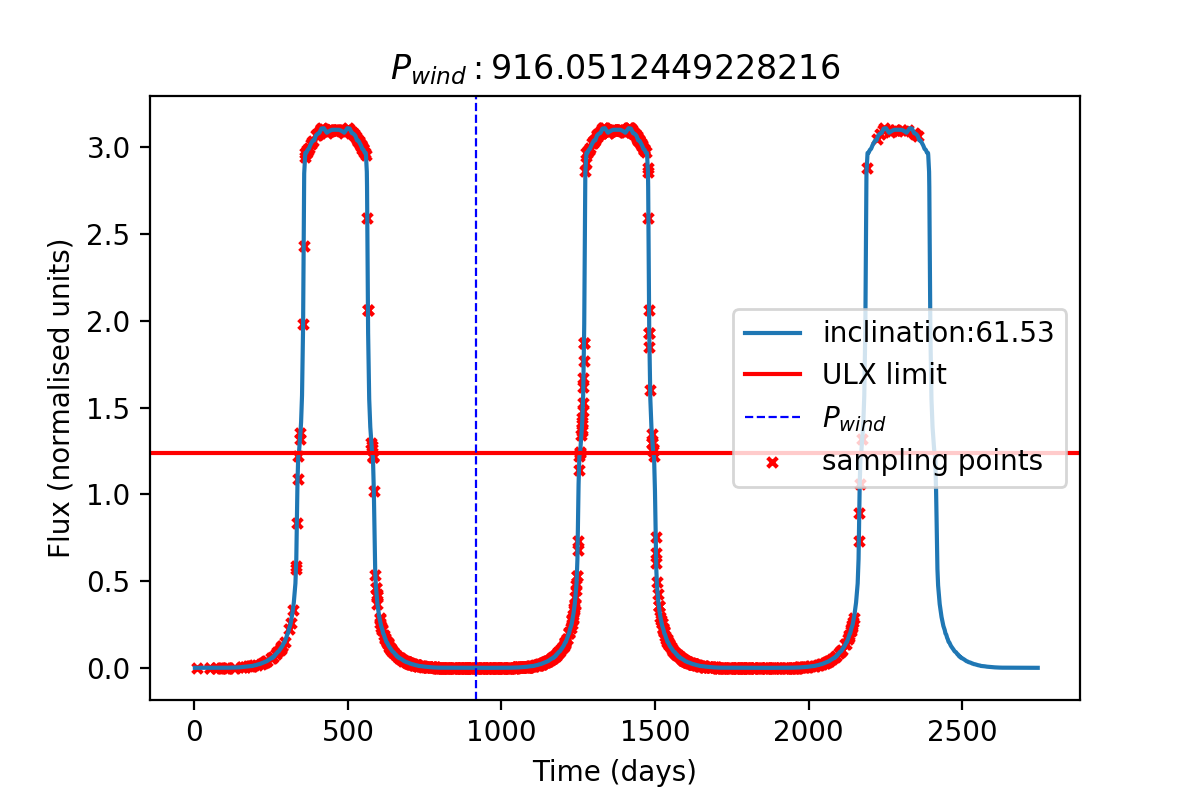 P_wind : 916.0512449228216
Flux (normalised units)
3.0
2.5
2.0
1.5
1.0
0.5
0.0
inclination:61.53
ULX limit
P_wind
sampling points
0
500
1000
1500
2000
2500
Time (days)